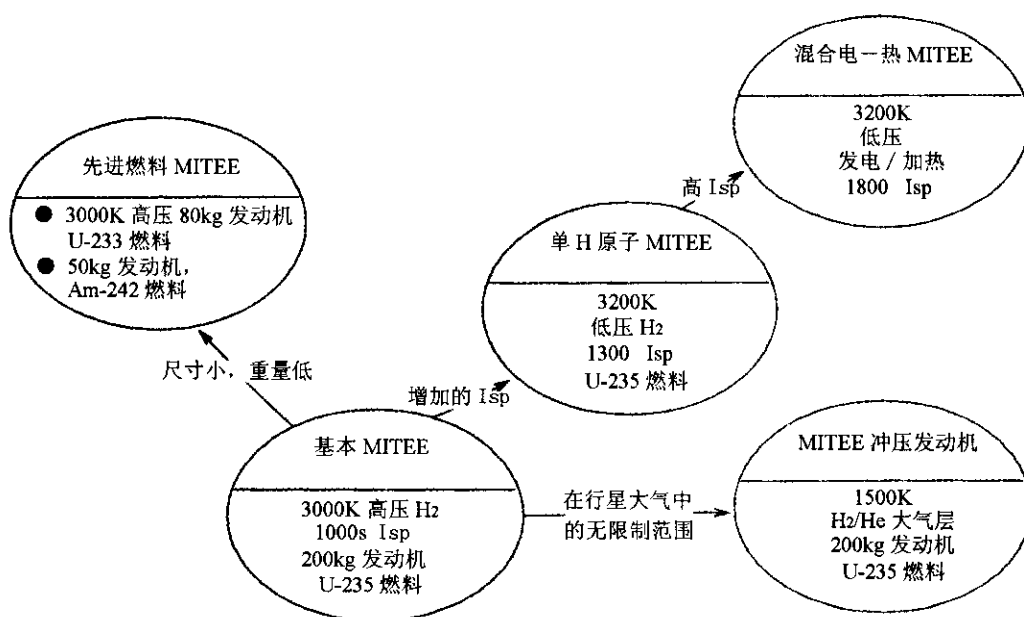 混合电一热 MITEE
3200K
低压
发电 / 加热
1800 Isp
先进燃料 MITEE
● 3000K 高压 80kg 发动机
U-233 燃料
● 50kg 发动机，
Am-242 燃料
高 Isp
单 H 原子 MITEE
3200K
低压 H₂
1300 Isp
U-235 燃料
尺寸小，重量低
增加的 Isp
基本 MITEE
3000K 高压 H₂
1000s Isp
200kg 发动机
U-235 燃料
在行星大气中
的无限制范围
MITEE 冲压发动机
1500K
H₂/He 大气层
200kg 发动机
U-235 燃料